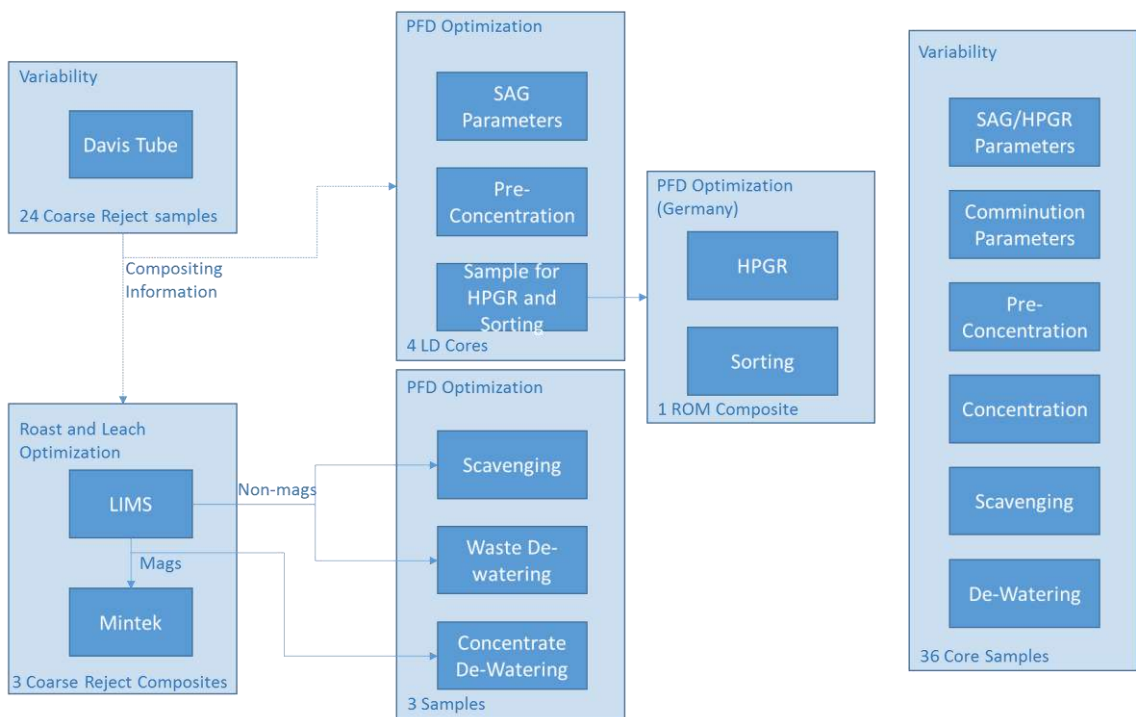 Variability
Davis Tube
24 Coarse Reject samples
Compositing
Information
PFD Optimization
SAG
Parameters
Pre-
Concentration
Sample for
HPGR and
Sorting
4 LD Cores
PFD Optimization
(Germany)
HPGR
Sorting
1 ROM Composite
Roast and Leach
Optimization
LIMS
Non-mags
Mags
Mintek
3 Coarse Reject Composites
PFD Optimization
Scavenging
Waste De-
watering
Concentrate
De-Watering
3 Samples
Variability
SAG/HPGR
Parameters
Comminution
Parameters
Pre-
Concentration
Concentration
Scavenging
De-Watering
36 Core Samples